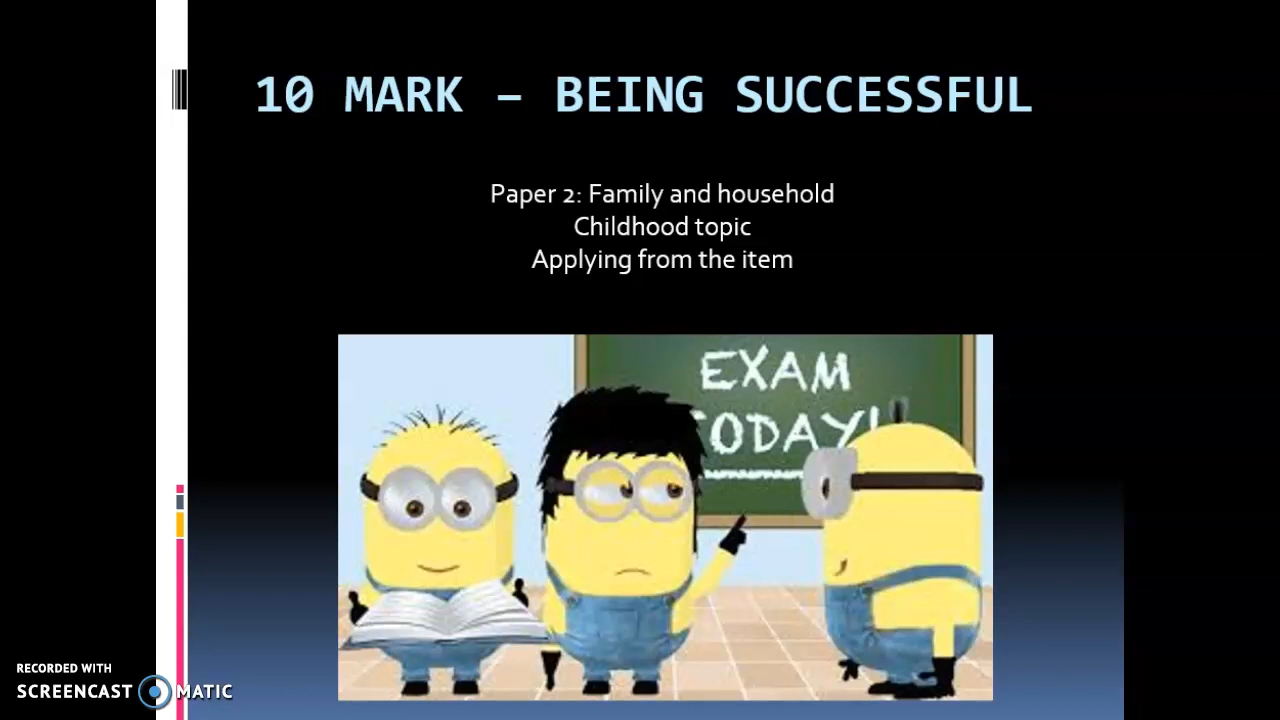 10 MARK – BEING SUCCESSFUL
Paper 2: Family and household
Childhood topic
Applying from the item
EXAM
TODAY!
RECORDED WITH
SCREENCAST MATIC